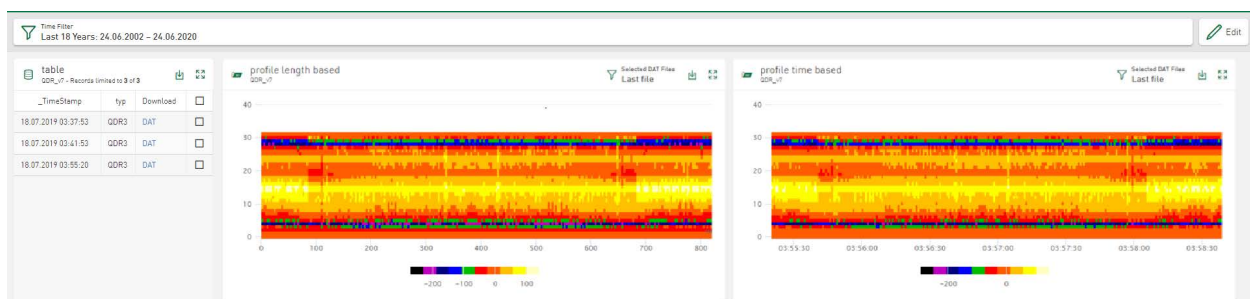 Time Filter
Last 18 Years: 24.06.2002 – 24.06.2020
Edit
table
QDR_v7 - Records limited to 3 of 3
_TimeStamp typ Download
18.07.2019 03:37:53 QDR3 DAT
18.07.2019 03:41:53 QDR3 DAT
18.07.2019 03:55:20 QDR3 DAT
profile length based
QDR_v7
Selected DAT Files
Last file
40
30
20
10
0
0 100 200 300 400 500 600 700 800
-200 -100 0 100
profile time based
QDR_v7
Selected DAT Files
Last file
40
30
20
10
0
03:55:30 03:56:00 03:56:30 03:57:00 03:57:30 03:58:00 03:58:30
-200 0